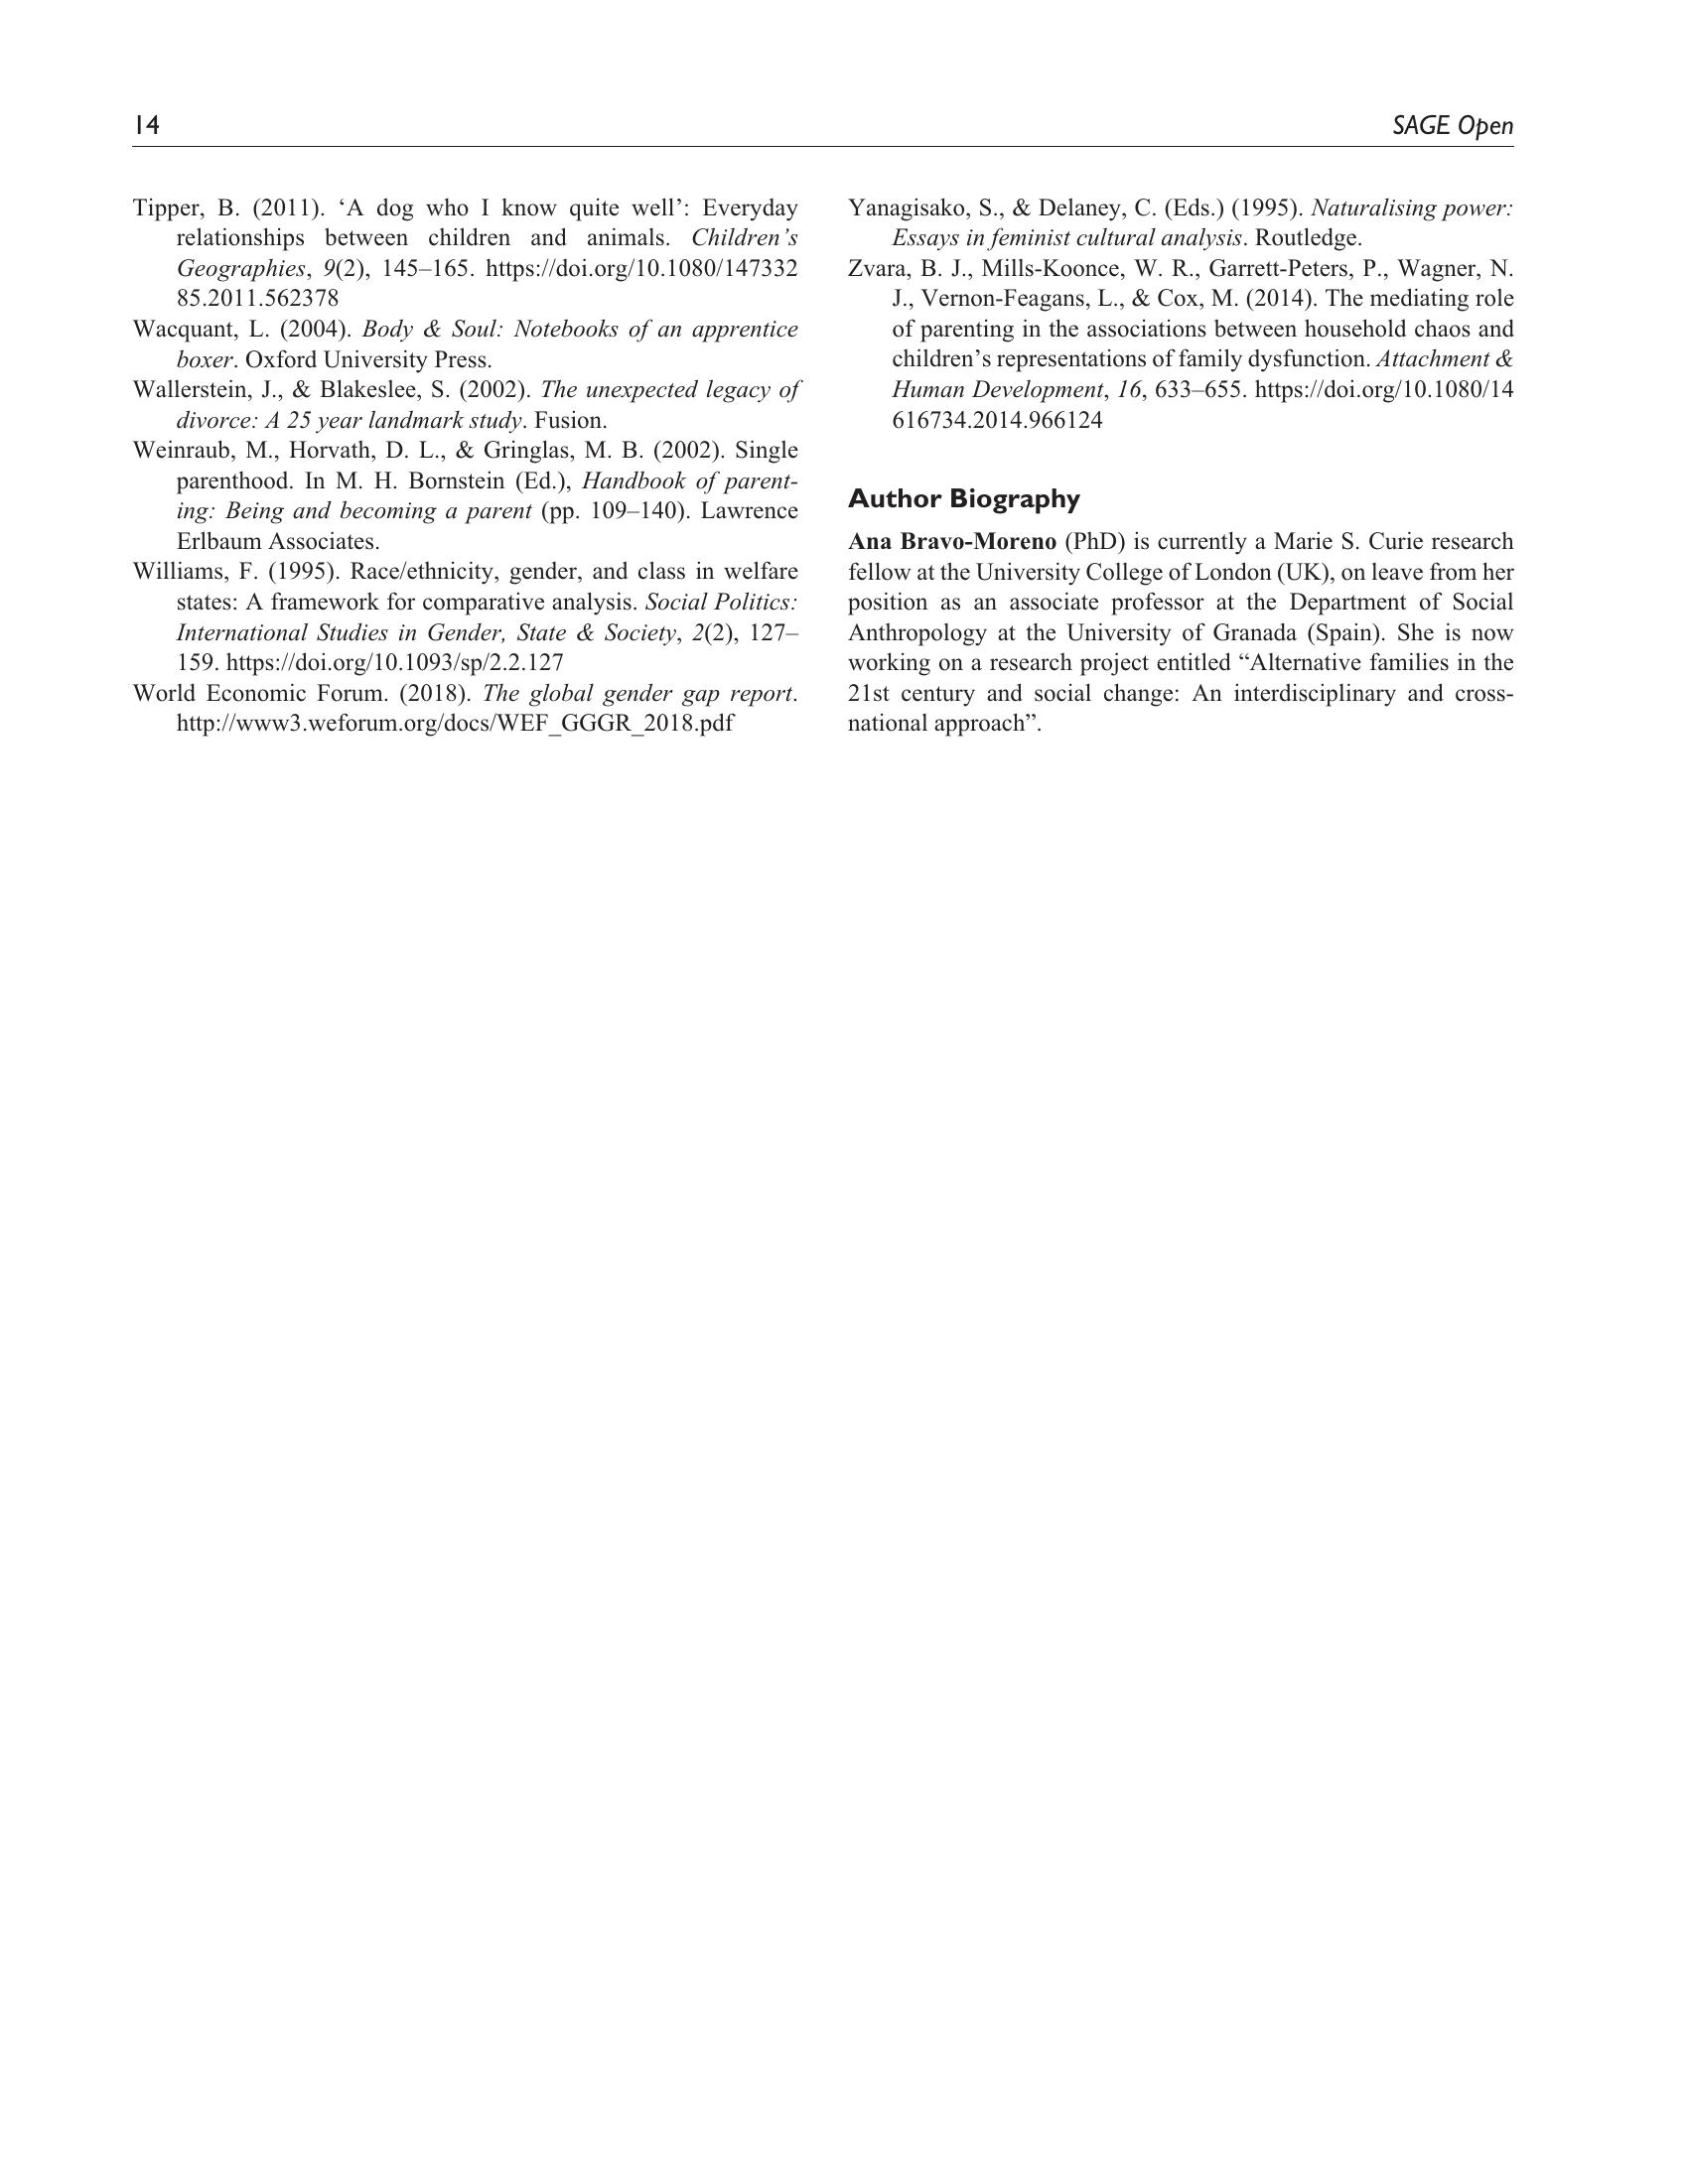 14
SAGE Open
Tipper, B. (2011). ‘A dog who I know quite well’: Everyday
relationships between children and animals. Children’s
Geographies, 9(2), 145–165. https://doi.org/10.1080/147332
85.2011.562378
Wacquant, L. (2004). Body & Soul: Notebooks of an apprentice
boxer. Oxford University Press.
Wallerstein, J., & Blakeslee, S. (2002). The unexpected legacy of
divorce: A 25 year landmark study. Fusion.
Weinraub, M., Horvath, D. L., & Gringlas, M. B. (2002). Single
parenthood. In M. H. Bornstein (Ed.), Handbook of parent-
ing: Being and becoming a parent (pp. 109–140). Lawrence
Erlbaum Associates.
Williams, F. (1995). Race/ethnicity, gender, and class in welfare
states: A framework for comparative analysis. Social Politics:
International Studies in Gender, State & Society, 2(2), 127–
159. https://doi.org/10.1093/sp/2.2.127
World Economic Forum. (2018). The global gender gap report.
http://www3.weforum.org/docs/WEF_GGGR_2018.pdf
Yanagisako, S., & Delaney, C. (Eds.) (1995). Naturalising power:
Essays in feminist cultural analysis. Routledge.
Zvara, B. J., Mills-Koonce, W. R., Garrett-Peters, P., Wagner, N.
J., Vernon-Feagans, L., & Cox, M. (2014). The mediating role
of parenting in the associations between household chaos and
children’s representations of family dysfunction. Attachment &
Human Development, 16, 633–655. https://doi.org/10.1080/14
616734.2014.966124
Author Biography
Ana Bravo-Moreno (PhD) is currently a Marie S. Curie research
fellow at the University College of London (UK), on leave from her
position as an associate professor at the Department of Social
Anthropology at the University of Granada (Spain). She is now
working on a research project entitled “Alternative families in the
21st century and social change: An interdisciplinary and cross-
national approach”.